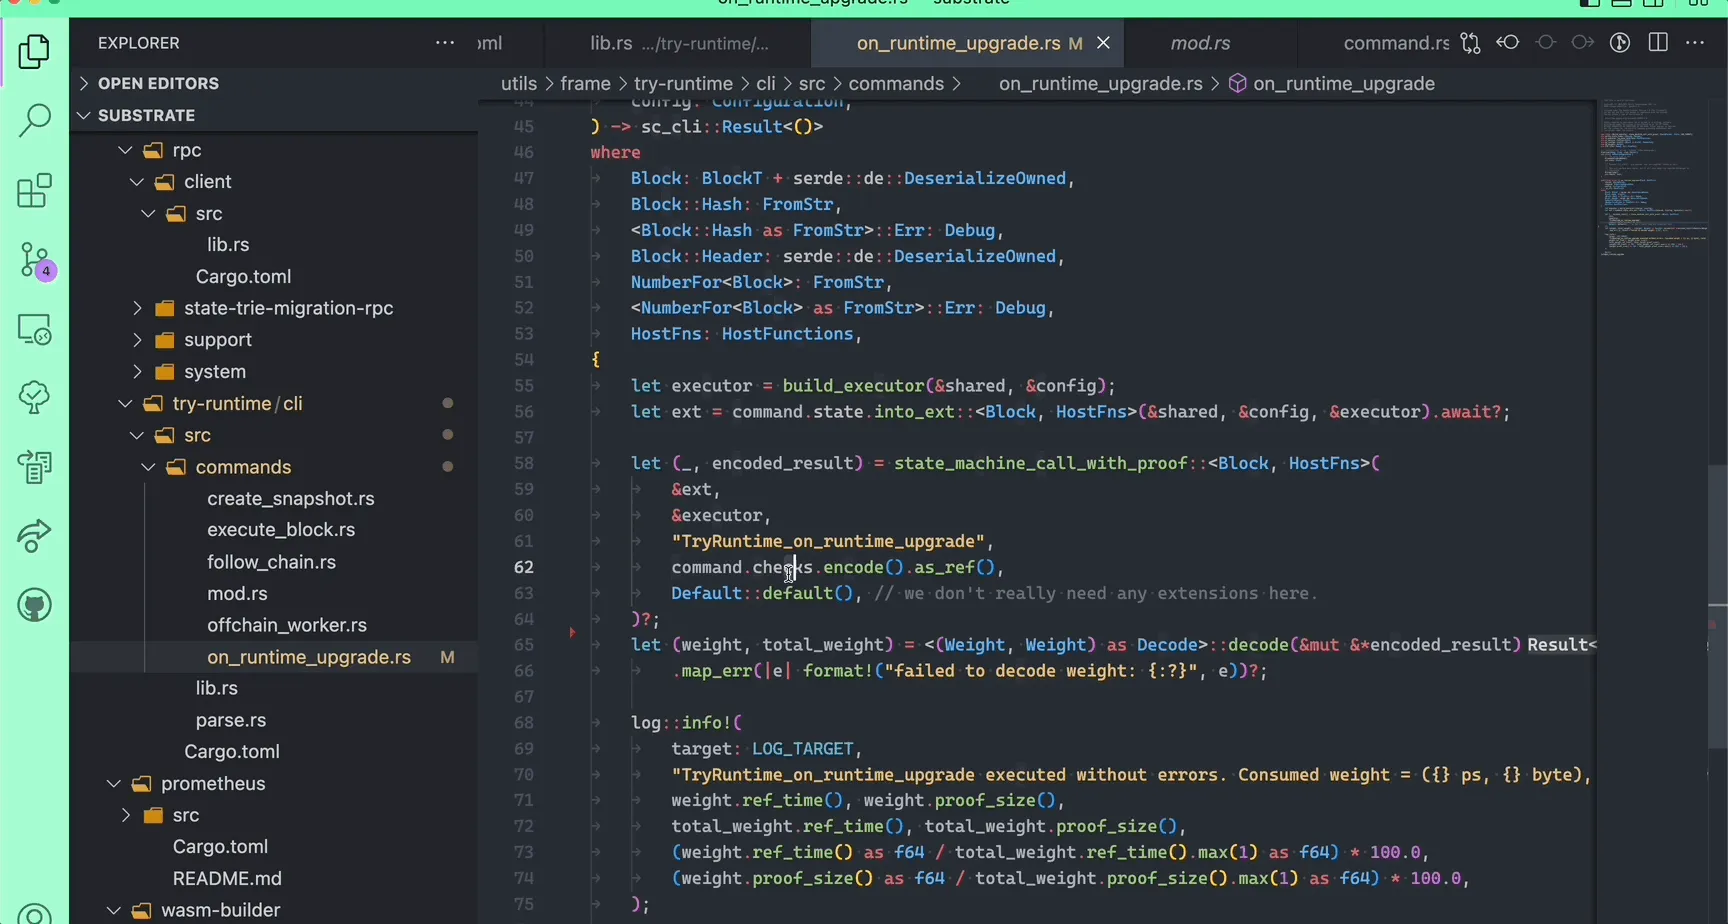 on_runtime_upgrade.rs — substrate
EXPLORER
OPEN EDITORS
SUBSTRATE
rpc
client
src
lib.rs
Cargo.toml
state-trie-migration-rpc
support
system
try-runtime/cli
src
commands
create_snapshot.rs
execute_block.rs
follow_chain.rs
mod.rs
offchain_worker.rs
on_runtime_upgrade.rs M
lib.rs
parse.rs
Cargo.toml
prometheus
src
Cargo.toml
README.md
wasm-builder
4
lib.rs .../try-runtime/...
on_runtime_upgrade.rs M
mod.rs
command.rs
utils > frame > try-runtime > cli > src > commands > on_runtime_upgrade.rs > on_runtime_upgrade
44 config: Configuration,
45 ) -> sc_cli::Result<()>
46 where
47 Block: BlockT + serde::de::DeserializeOwned,
48 Block::Hash: FromStr,
49 <Block::Hash as FromStr>::Err: Debug,
50 Block::Header: serde::de::DeserializeOwned,
51 NumberFor<Block>: FromStr,
52 <NumberFor<Block> as FromStr>::Err: Debug,
53 HostFns: HostFunctions,
54 {
55 let executor = build_executor(&shared, &config);
56 let ext = command.state.into_ext::<Block, HostFns>(&shared, &config, &executor).await?;
57
58 let (_, encoded_result) = state_machine_call_with_proof::<Block, HostFns>(
59 &ext,
60 &executor,
61 "TryRuntime_on_runtime_upgrade",
62 command.checks.encode().as_ref(),
63 Default::default(), // we don't really need any extensions here.
64 )?;
65 let (weight, total_weight) = <(Weight, Weight) as Decode>::decode(&mut &*encoded_result) Result<
66 .map_err(|e| format!("failed to decode weight: {:?}", e))?;
67
68 log::info!(
69 target: LOG_TARGET,
70 "TryRuntime_on_runtime_upgrade executed without errors. Consumed weight = ({} ps, {} byte),
71 weight.ref_time(), weight.proof_size(),
72 total_weight.ref_time(), total_weight.proof_size(),
73 (weight.ref_time() as f64 / total_weight.ref_time().max(1) as f64) * 100.0,
74 (weight.proof_size() as f64 / total_weight.proof_size().max(1) as f64) * 100.0,
75 );